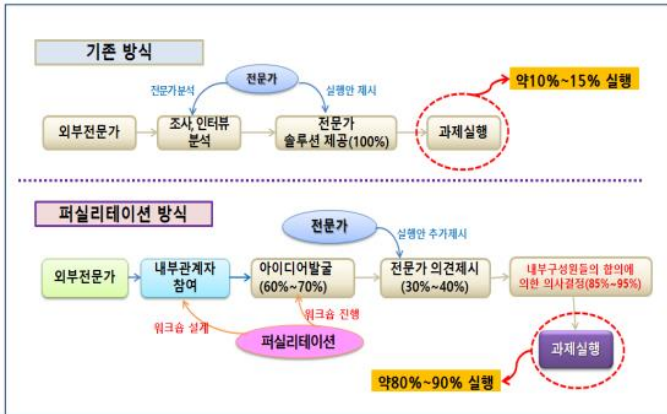 기존 방식
전문가
약10%~15% 실행
전문가분석
실행안 제시
외부전문가
조사,인터뷰
분석
전문가
솔루션 제공(100%)
과제실행
퍼실리테이션 방식
전문가
실행안 추가제시
외부전문가
내부관계자
참여
아이디어발굴
(60%~70%)
전문가 의견제시
(30%~40%)
내부구성원들의 합의에
의한 의사결정(85%~95%)
워크숍 설계
워크숍 진행
퍼실리테이션
과제실행
약80%~90% 실행